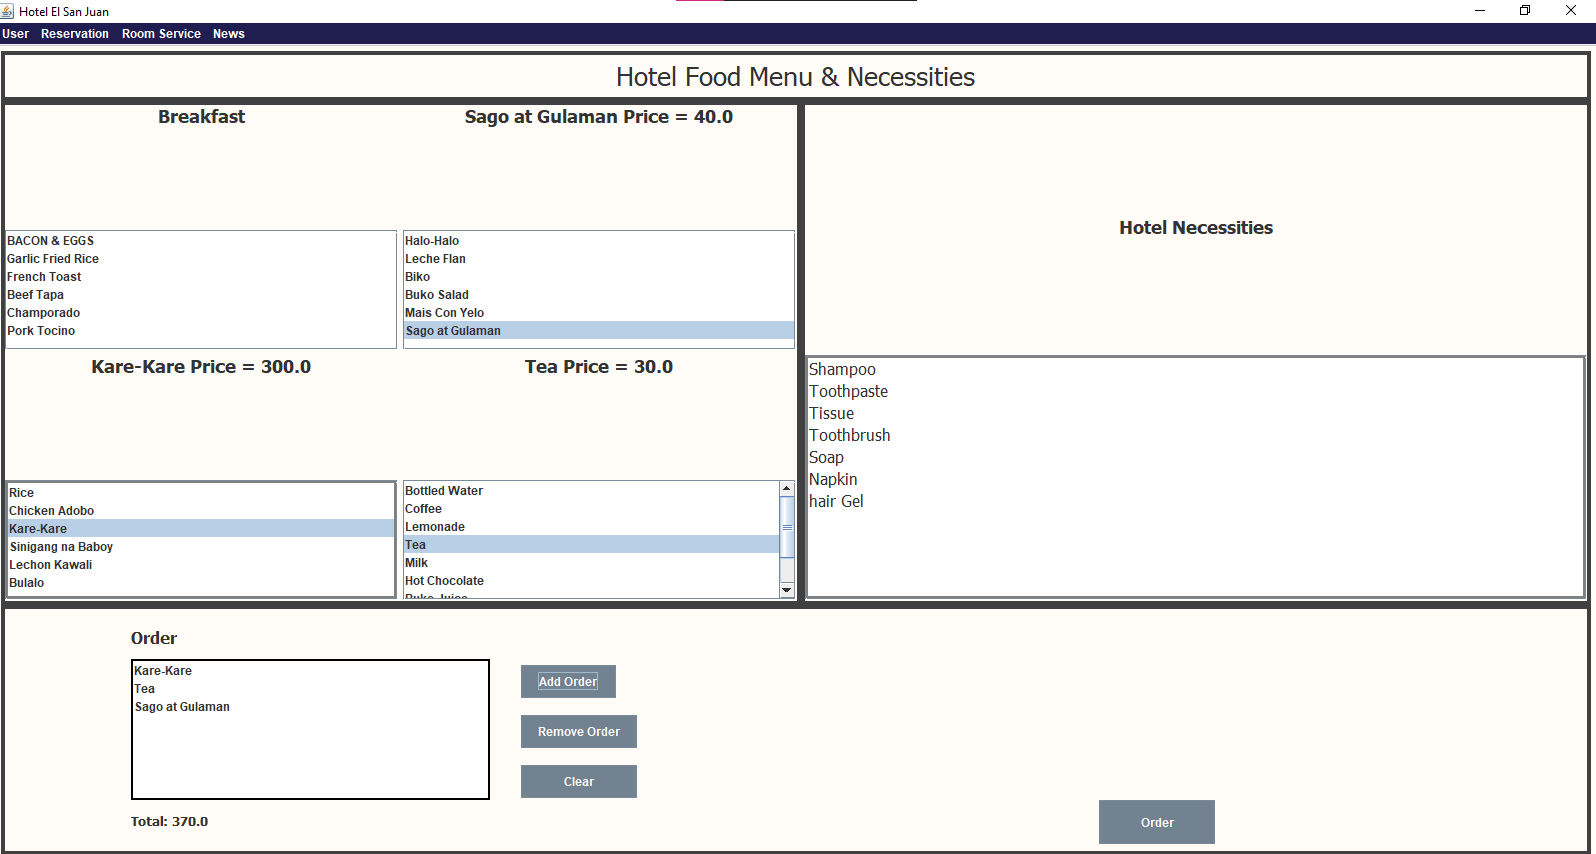 Hotel El San Juan
User Reservation Room Service News
Hotel Food Menu & Necessities
Breakfast
BACON & EGGS
Garlic Fried Rice
French Toast
Beef Tapa
Champorado
Pork Tocino
Sago at Gulaman Price = 40.0
Halo-Halo
Leche Flan
Biko
Buko Salad
Mais Con Yelo
Sago at Gulaman
Kare-Kare Price = 300.0
Rice
Chicken Adobo
Kare-Kare
Sinigang na Baboy
Lechon Kawali
Bulalo
Tea Price = 30.0
Bottled Water
Coffee
Lemonade
Tea
Milk
Hot Chocolate
Buko Juice
Hotel Necessities
Shampoo
Toothpaste
Tissue
Toothbrush
Soap
Napkin
hair Gel
Order
Kare-Kare
Tea
Sago at Gulaman
Total: 370.0
Add Order
Remove Order
Clear
Order